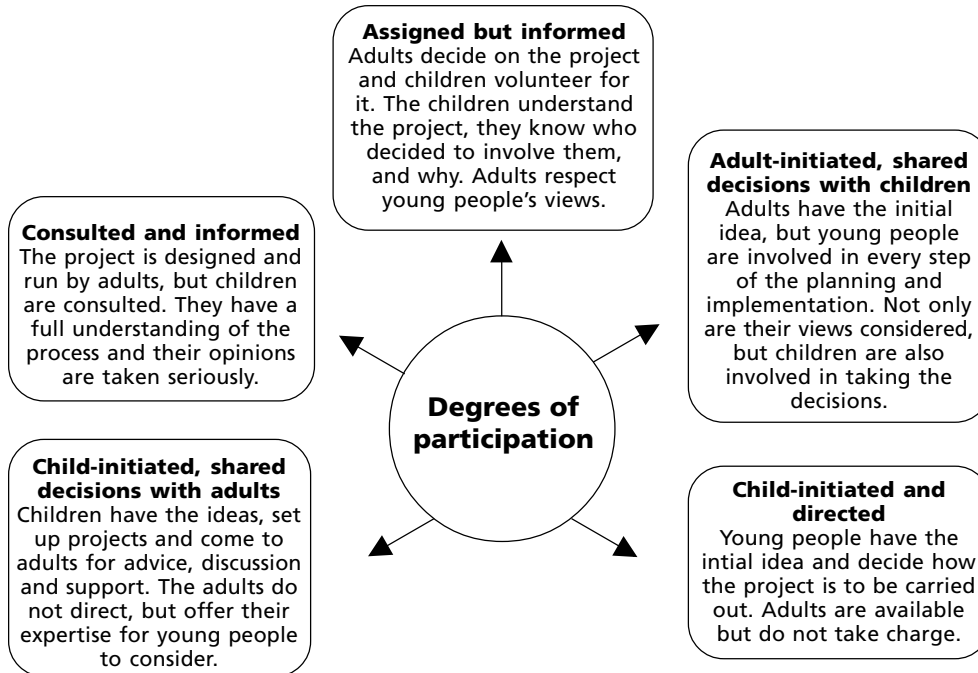 Assigned but informed
Adults decide on the project
and children volunteer for
it. The children understand
the project, they know who
decided to involve them,
and why. Adults respect
young people's views.
Adult-initiated, shared
decisions with children
Adults have the initial
idea, but young people
are involved in every step
of the planning and
implementation. Not only
are their views considered,
but children are also
involved in taking the
decisions.
Consulted and informed
The project is designed and
run by adults, but children
are consulted. They have a
full understanding of the
process and their opinions
are taken seriously.
Degrees of
participation
Child-initiated, shared
decisions with adults
Children have the ideas, set
up projects and come to
adults for advice, discussion
and support. The adults do
not direct, but offer their
expertise for young people
to consider.
Child-initiated and
directed
Young people have the
intial idea and decide how
the project is to be carried
out. Adults are available
but do not take charge.